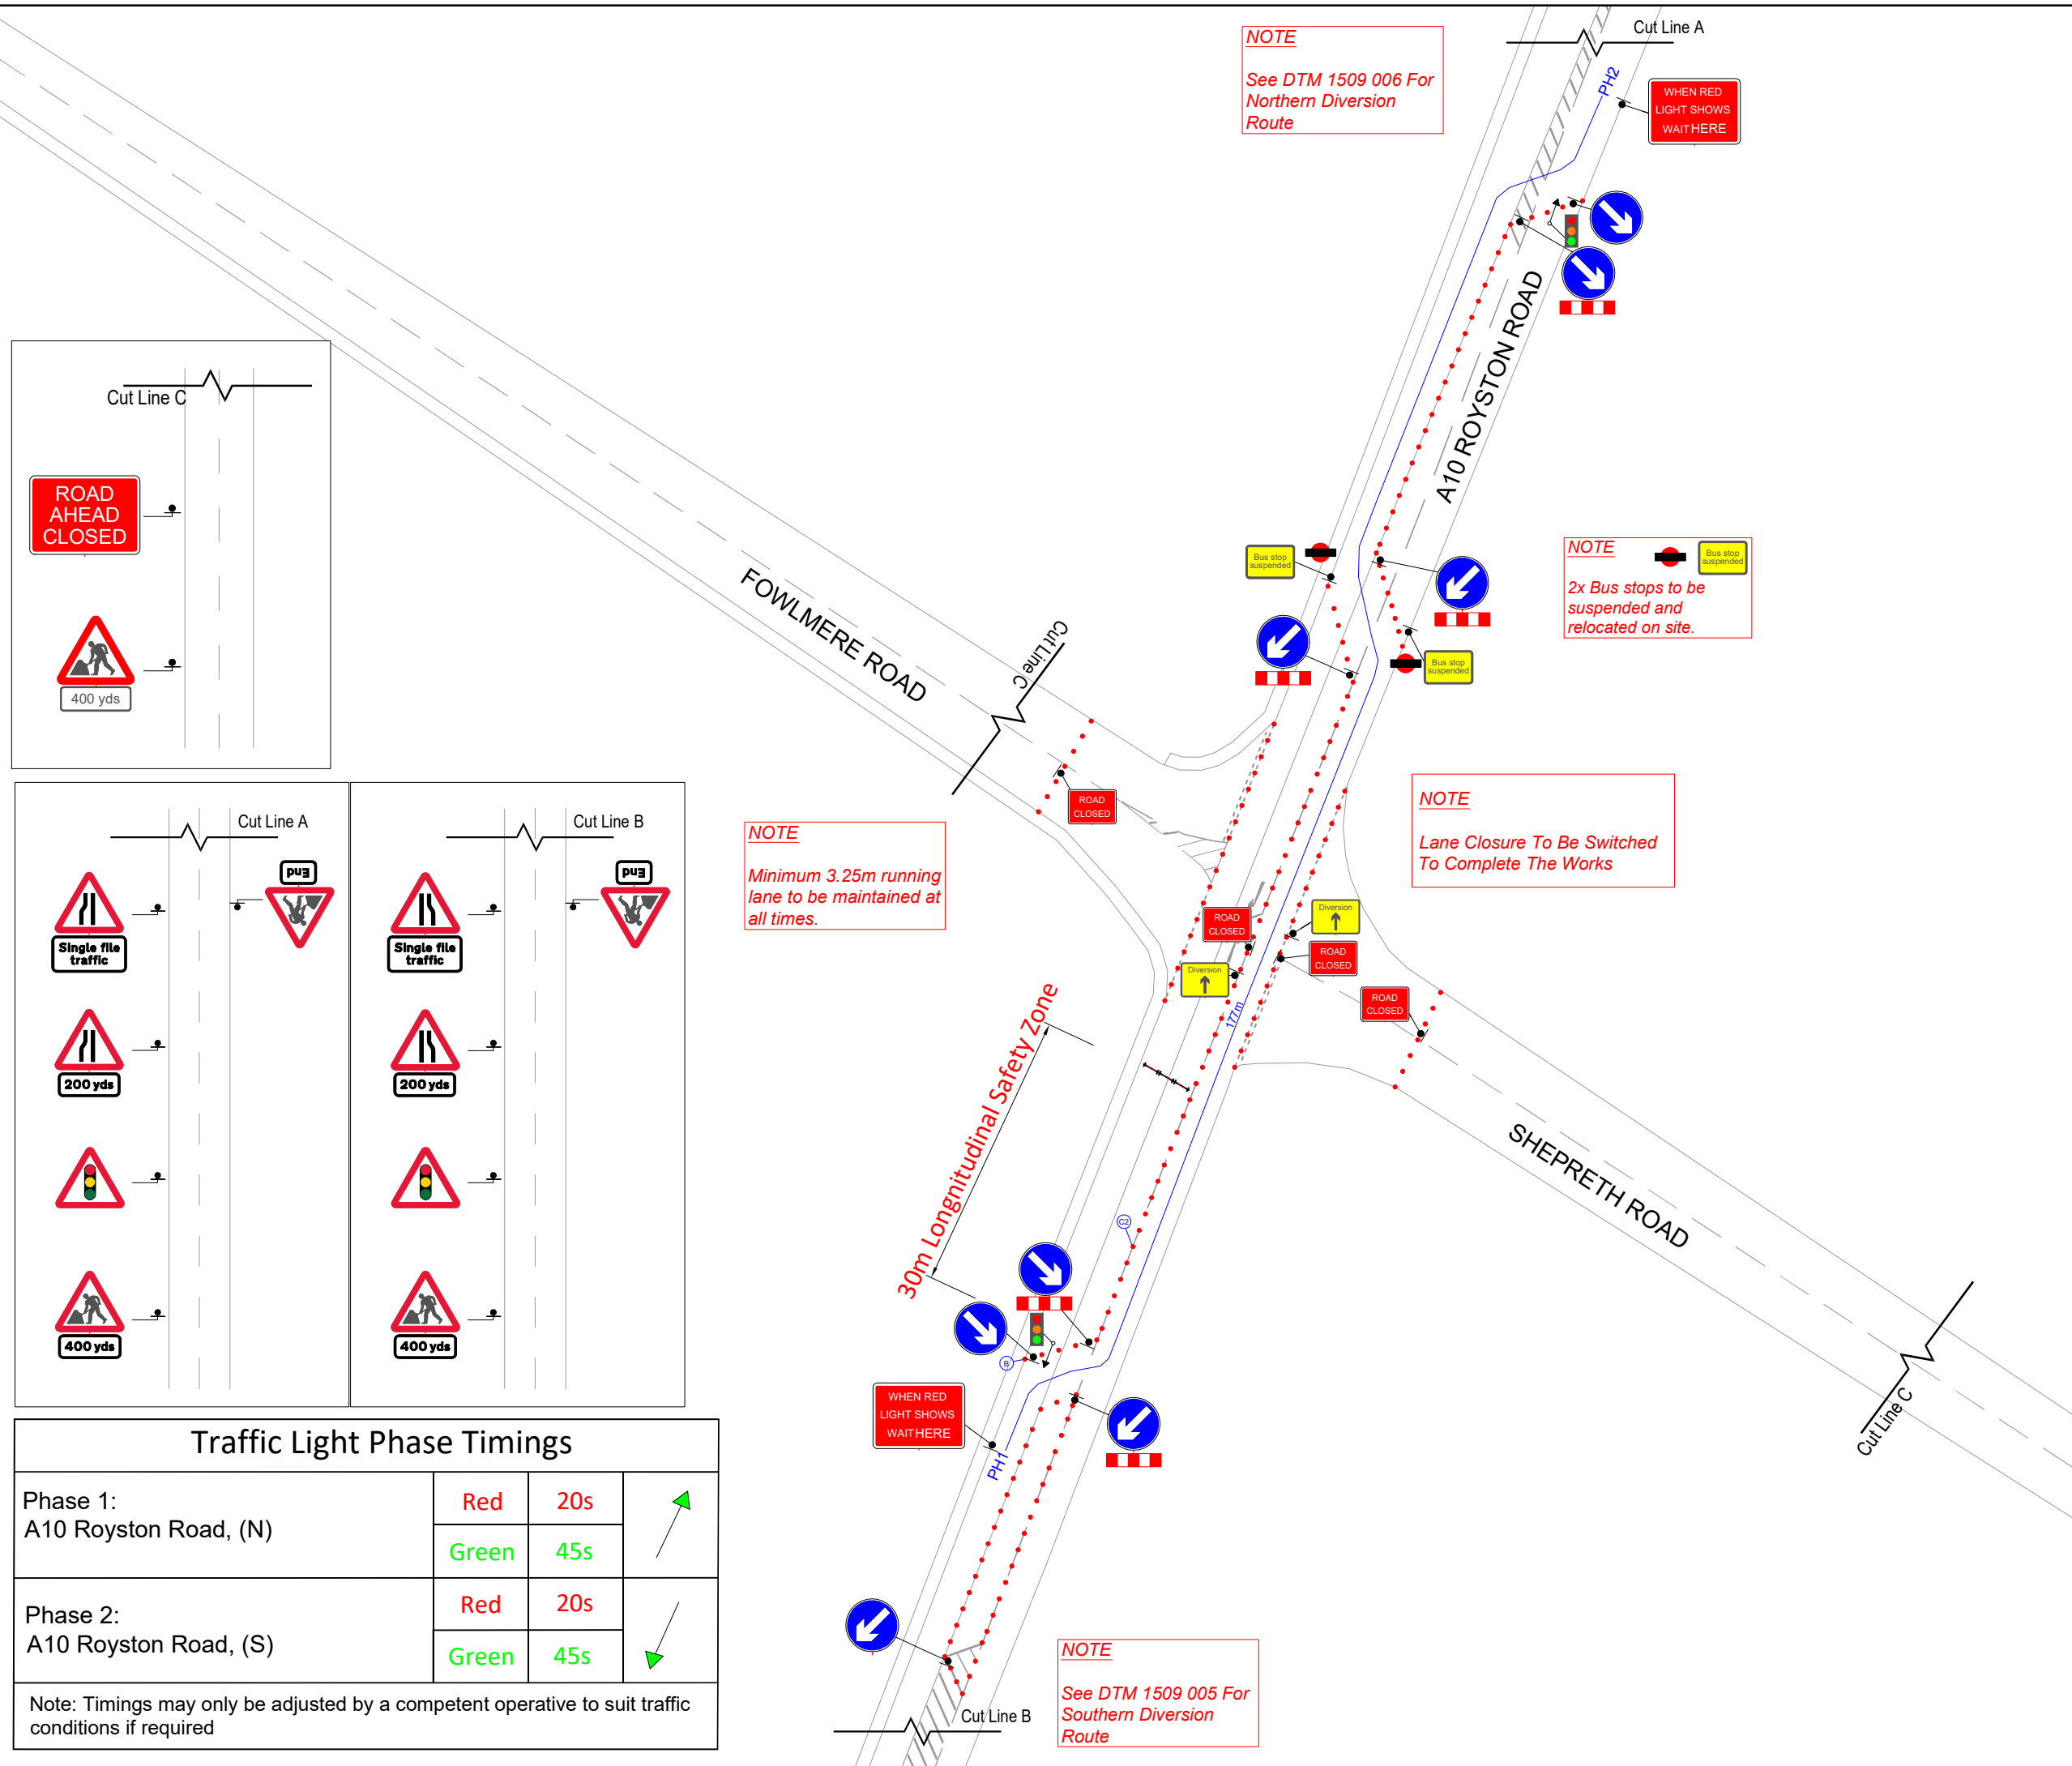 Cut Line A
NOTE
See DTM 1509 006 For
Northern Diversion
Route
PH2
WHEN RED
LIGHT SHOWS
WAIT HERE
A10 ROYSTON ROAD
Cut Line C
ROAD
AHEAD
CLOSED
400 yds
FOWLMERE ROAD
Cut Line
C
Bus stop
suspended
NOTE
Bus stop
suspended
2x Bus stops to be
suspended and
relocated on site.
Bus stop
suspended
ROAD
CLOSED
NOTE
Lane Closure To Be Switched
To Complete The Works
NOTE
Minimum 3.25m running
lane to be maintained at
all times.
Cut Line A
End
Single file
traffic
200 yds
400 yds
Cut Line B
End
Single file
traffic
200 yds
400 yds
ROAD
CLOSED
Diversion
Diversion
ROAD
CLOSED
ROAD
CLOSED
177m
30m Longnitudinal Safety Zone
SHEPRETH ROAD
C2
B
WHEN RED
LIGHT SHOWS
WAIT HERE
PH1
Cut Line C
Traffic Light Phase Timings
Phase 1:
A10 Royston Road, (N)
Red 20s
Green 45s
Phase 2:
A10 Royston Road, (S)
Red 20s
Green 45s
Note: Timings may only be adjusted by a competent operative to suit traffic
conditions if required
NOTE
See DTM 1509 005 For
Southern Diversion
Route
Cut Line B